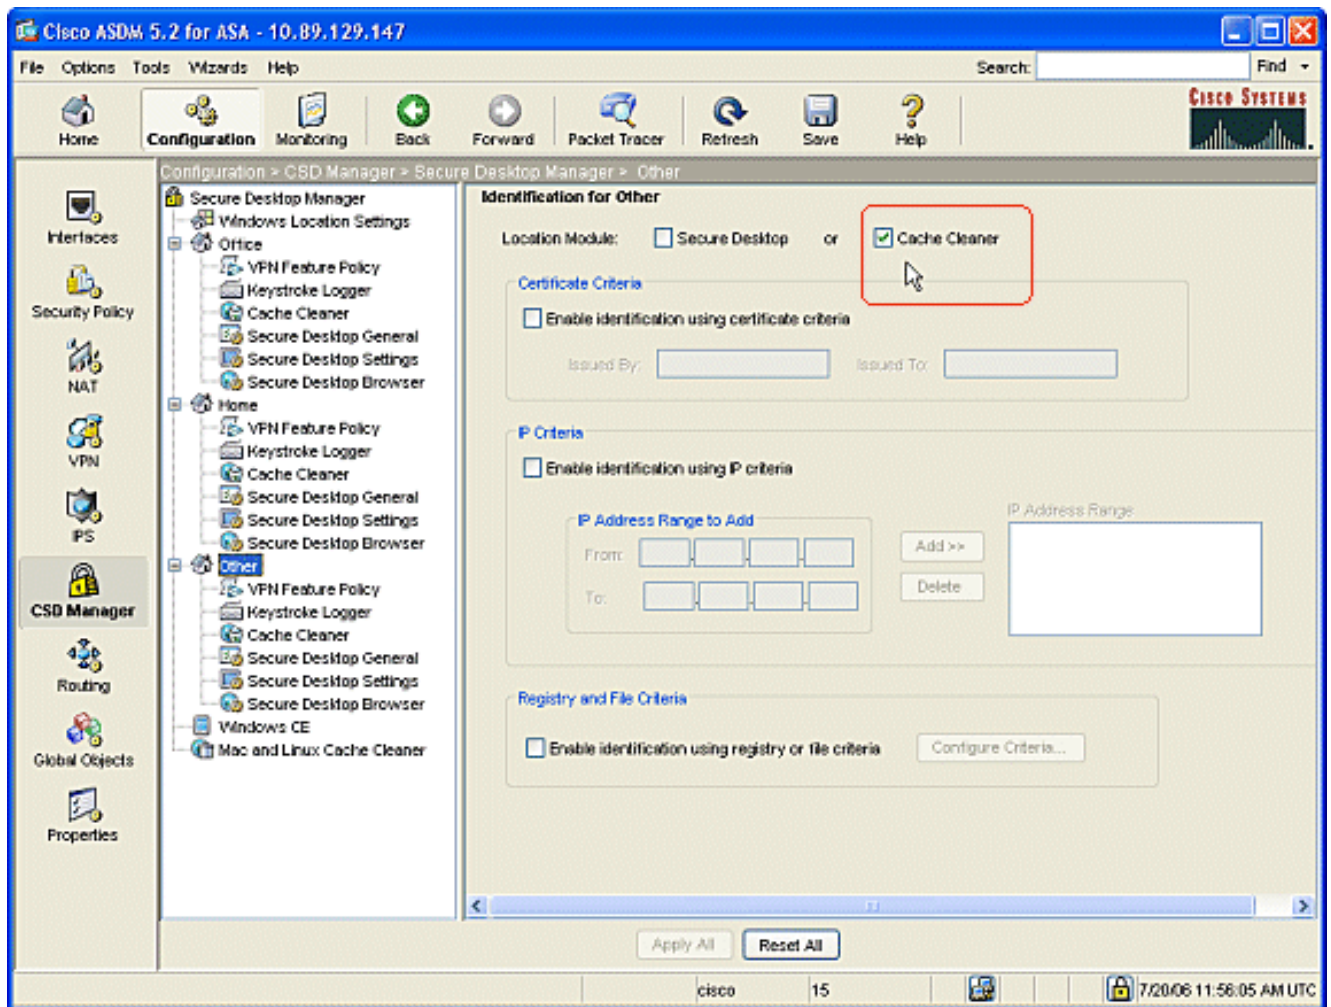 Cisco ASDM 5.2 for ASA - 10.89.129.147
File Options Tools Wizards Help Search: Find
Home Configuration Monitoring Back Forward Packet Tracer Refresh Save Help
CISCO SYSTEMS
Configuration > CSD Manager > Secure Desktop Manager > Other
Interfaces
Security Policy
NAT
VPN
IPS
CSD Manager
Routing
Global Objects
Properties
Secure Desktop Manager
Windows Location Settings
Office
VPN Feature Policy
Keystroke Logger
Cache Cleaner
Secure Desktop General
Secure Desktop Settings
Secure Desktop Browser
Home
VPN Feature Policy
Keystroke Logger
Cache Cleaner
Secure Desktop General
Secure Desktop Settings
Secure Desktop Browser
Other
VPN Feature Policy
Keystroke Logger
Cache Cleaner
Secure Desktop General
Secure Desktop Settings
Secure Desktop Browser
Windows CE
Mac and Linux Cache Cleaner
Identification for Other
Location Module: Secure Desktop or Cache Cleaner
Certificate Criteria
Enable identification using certificate criteria
Issued By: Issued To:
IP Criteria
Enable identification using IP criteria
IP Address Range to Add
From:
To:
Add >>
Delete
IP Address Range
Registry and File Criteria
Enable identification using registry or file criteria Configure Criteria...
Apply All Reset All
cisco 15 7/20/06 11:56:05 AM UTC